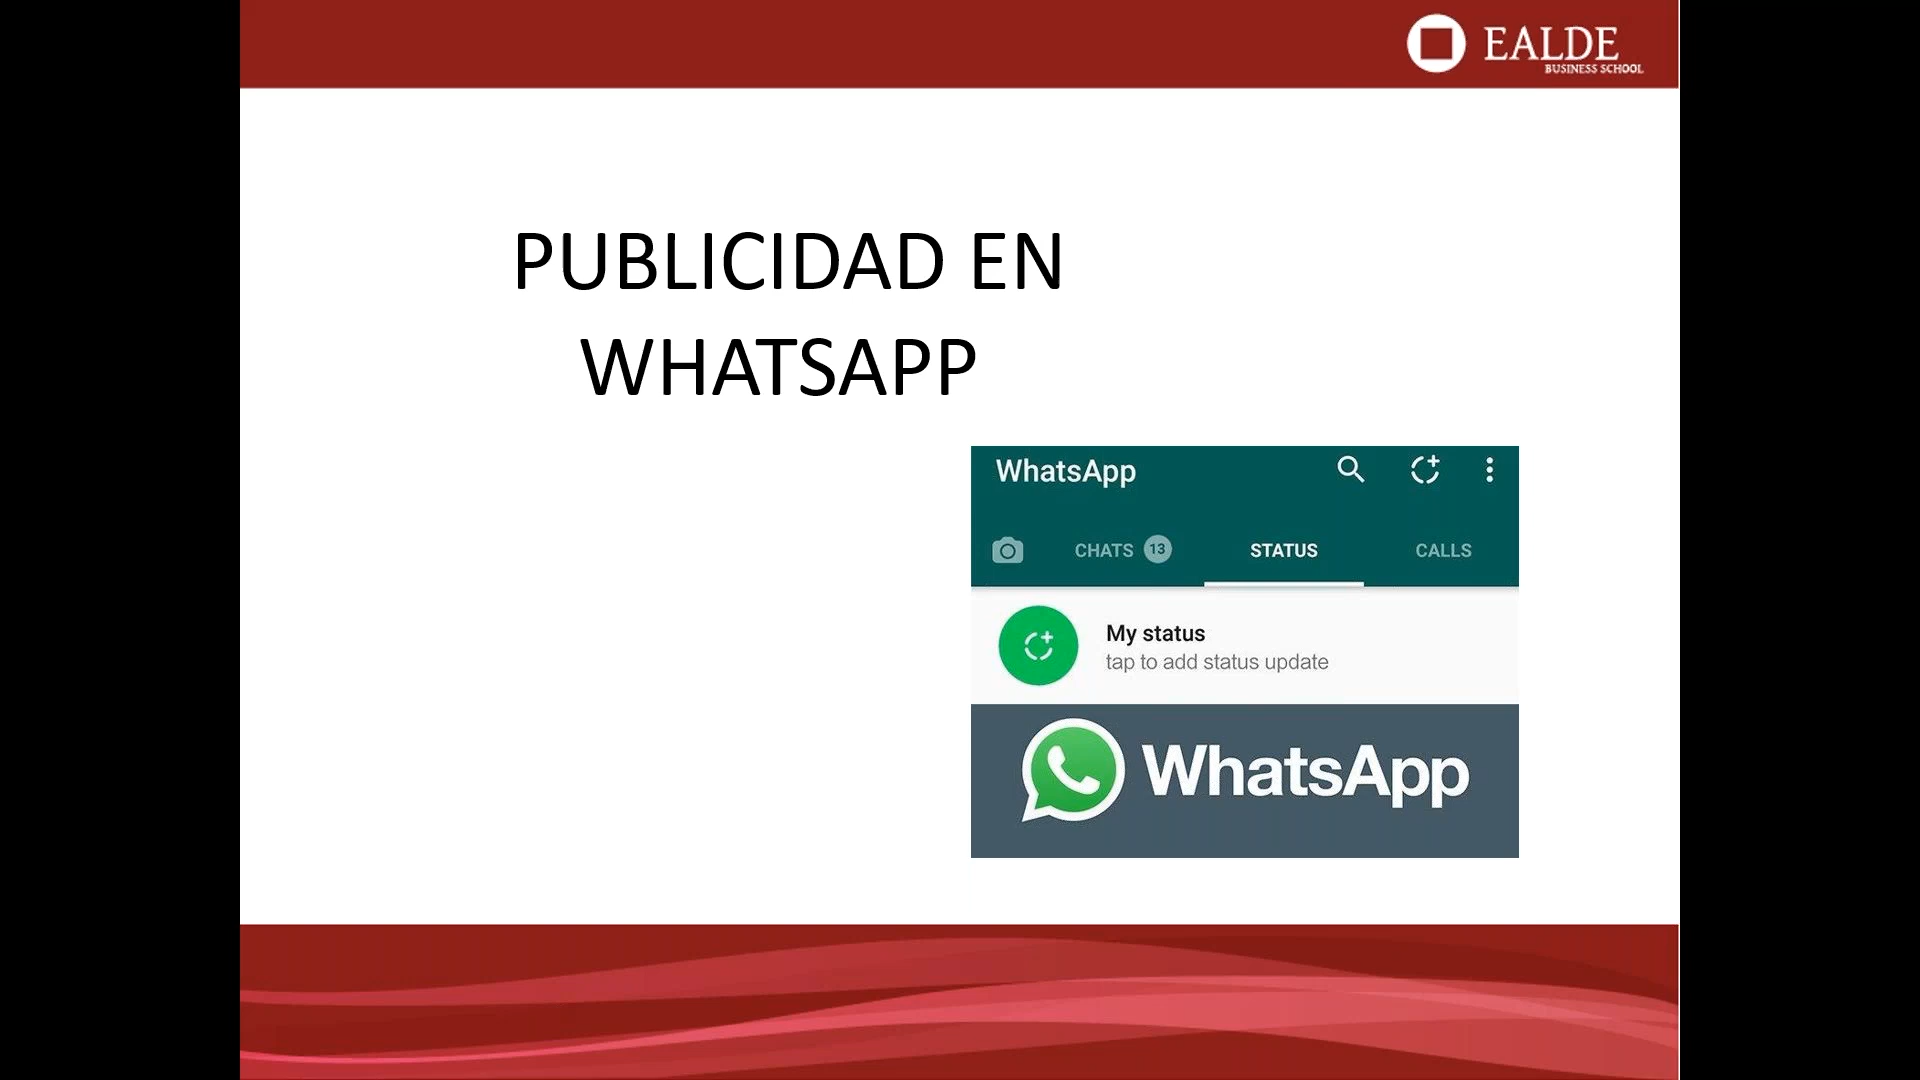 EALDE
BUSINESS SCHOOL
PUBLICIDAD EN
WHATSAPP
WhatsApp
CHATS 13 STATUS CALLS
My status
tap to add status update
WhatsApp